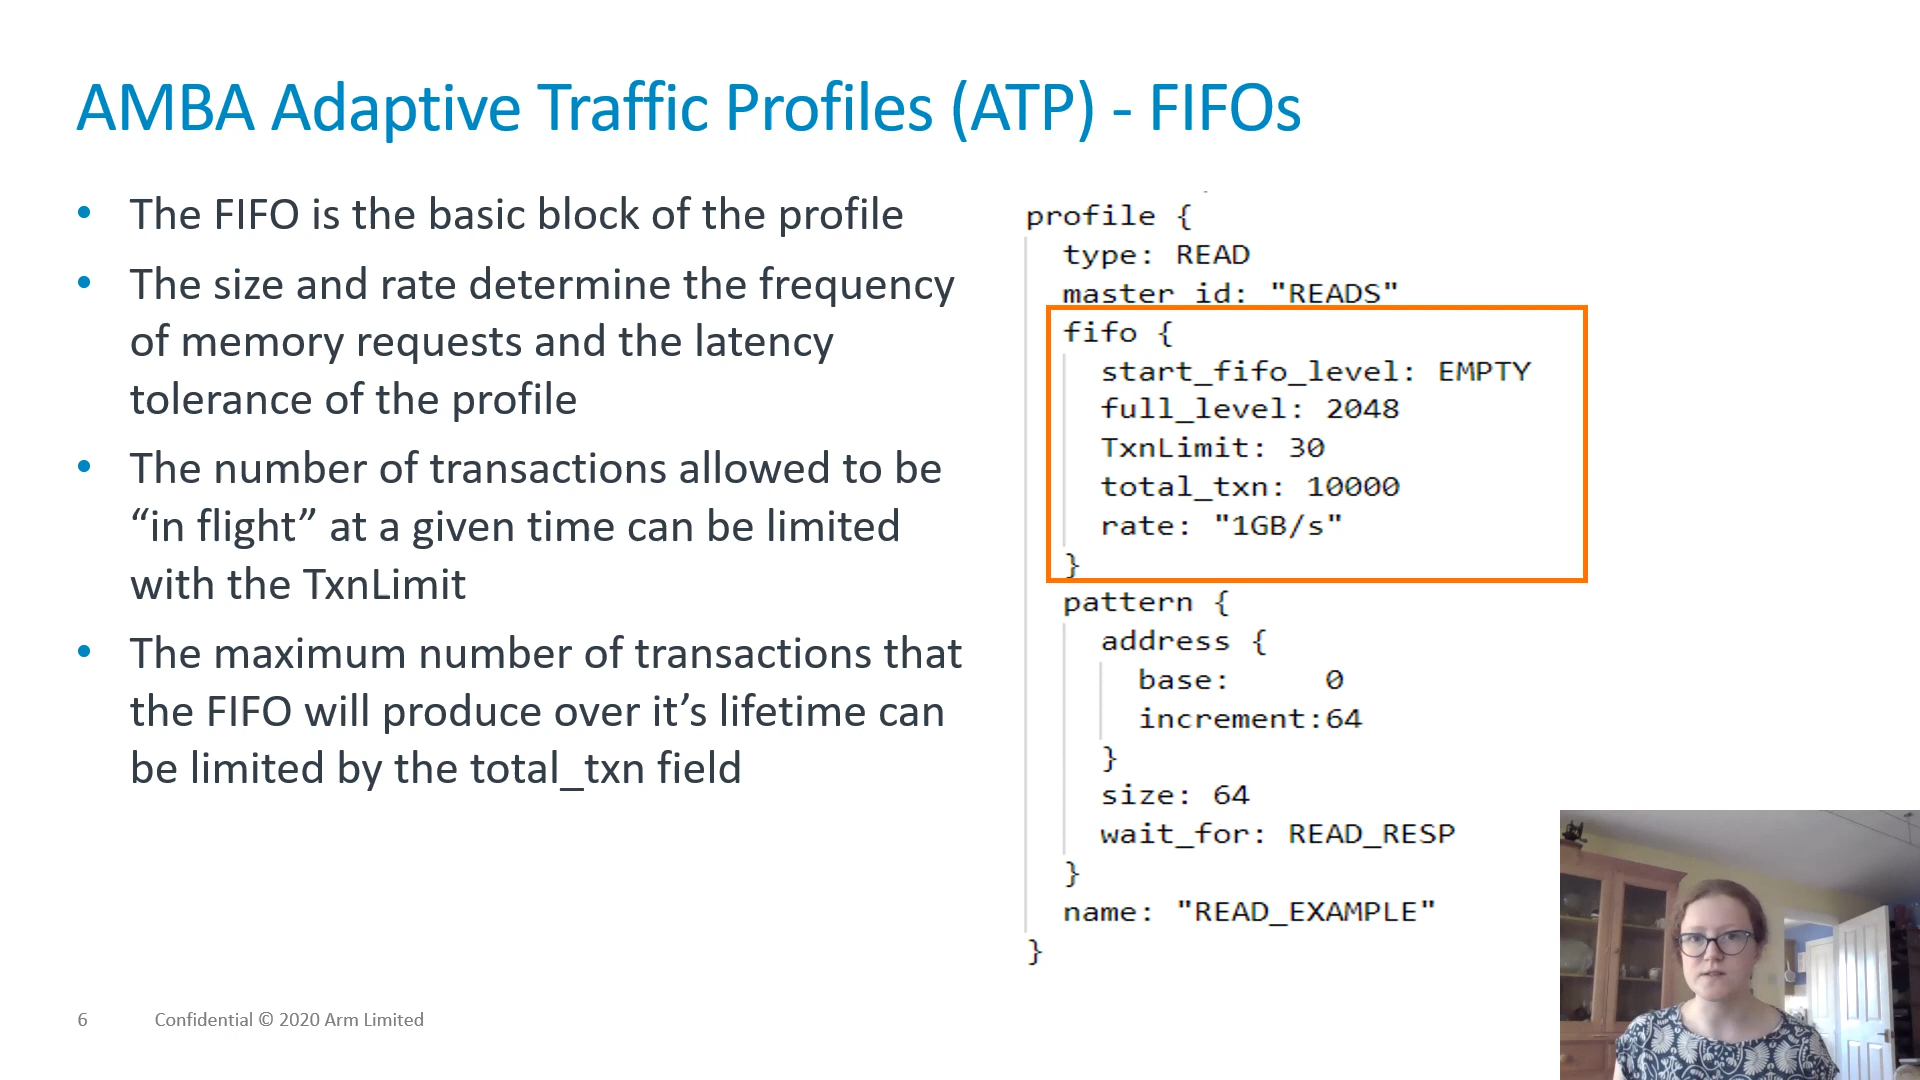 AMBA Adaptive Traffic Profiles (ATP) - FIFOs
• The FIFO is the basic block of the profile
• The size and rate determine the frequency
of memory requests and the latency
tolerance of the profile
• The number of transactions allowed to be
“in flight” at a given time can be limited
with the TxnLimit
• The maximum number of transactions that
the FIFO will produce over it’s lifetime can
be limited by the total_txn field
profile {
type: READ
master_id: "READS"
fifo {
start_fifo_level: EMPTY
full_level: 2048
TxnLimit: 30
total_txn: 10000
rate: "1GB/s"
}
pattern {
address {
base: 0
increment:64
}
size: 64
wait_for: READ_RESP
}
name: "READ_EXAMPLE"
}
6 Confidential © 2020 Arm Limited